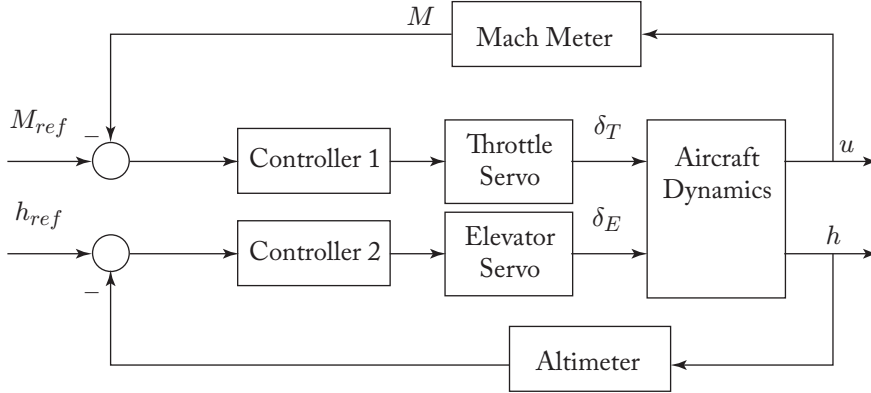 M
Mach Meter
M_ref
−
Controller 1
Throttle
Servo
δ_T
Aircraft
Dynamics
u
h_ref
−
Controller 2
Elevator
Servo
δ_E
h
Altimeter